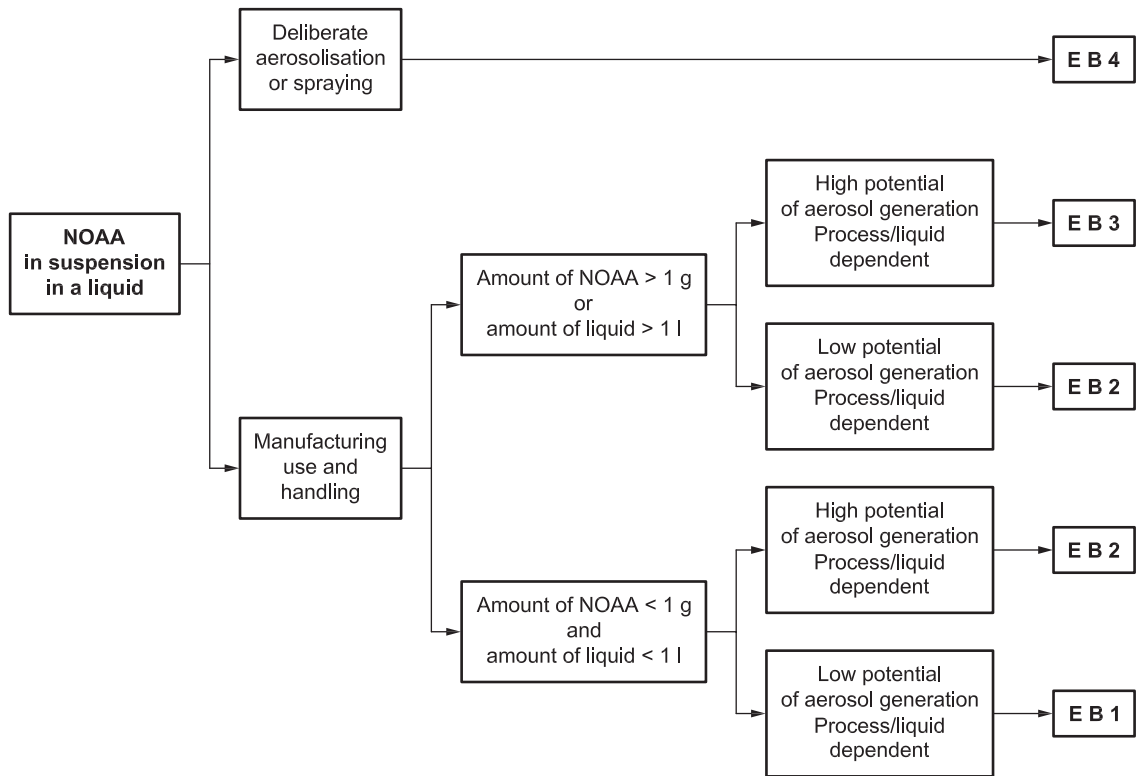 Deliberate
aerosolisation
or spraying
E B 4
NOAA
in suspension
in a liquid
High potential
of aerosol generation
Process/liquid
dependent
E B 3
Amount of NOAA > 1 g
or
amount of liquid > 1 l
Low potential
of aerosol generation
Process/liquid
dependent
E B 2
Manufacturing
use and
handling
High potential
of aerosol generation
Process/liquid
dependent
E B 2
Amount of NOAA < 1 g
and
amount of liquid < 1 l
Low potential
of aerosol generation
Process/liquid
dependent
E B 1